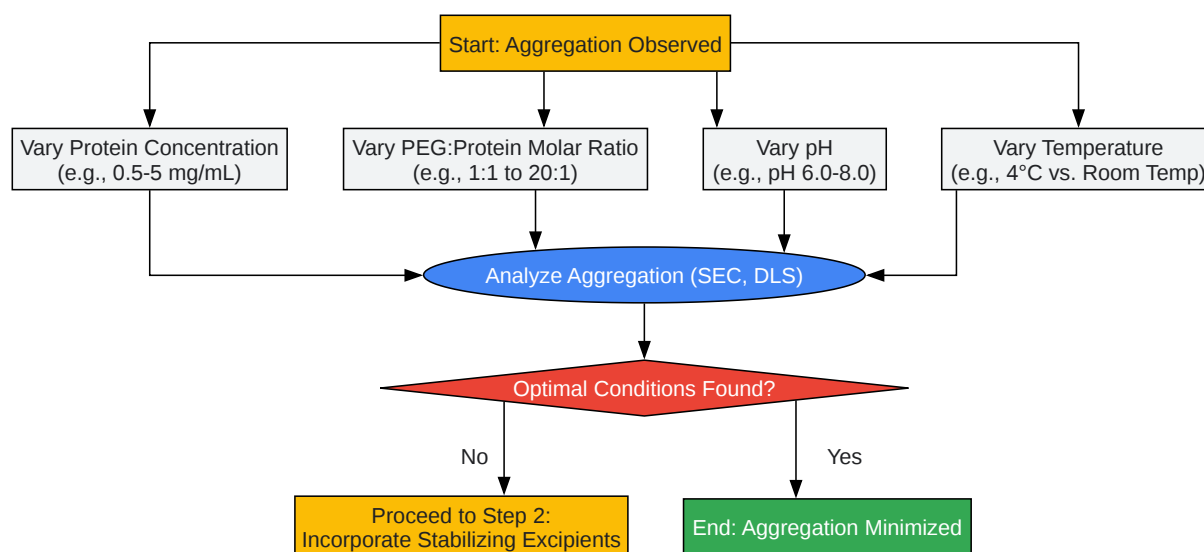 Start: Aggregation Observed
Vary Protein Concentration
(e.g., 0.5-5 mg/mL)
Vary PEG:Protein Molar Ratio
(e.g., 1:1 to 20:1)
Vary pH
(e.g., pH 6.0-8.0)
Vary Temperature
(e.g., 4°C vs. Room Temp)
Analyze Aggregation (SEC, DLS)
Optimal Conditions Found?
No
Yes
Proceed to Step 2:
Incorporate Stabilizing Excipients
End: Aggregation Minimized